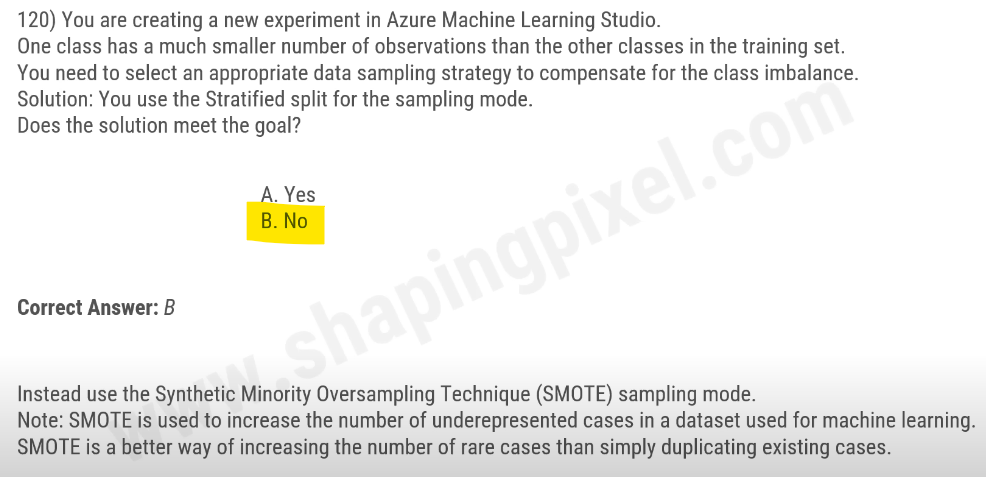 120) You are creating a new experiment in Azure Machine Learning Studio.
One class has a much smaller number of observations than the other classes in the training set.
You need to select an appropriate data sampling strategy to compensate for the class imbalance.
Solution: You use the Stratified split for the sampling mode.
Does the solution meet the goal?
A. Yes
B. No
www.shapingpixel.com
Correct Answer: B
Instead use the Synthetic Minority Oversampling Technique (SMOTE) sampling mode.
Note: SMOTE is used to increase the number of underepresented cases in a dataset used for machine learning.
SMOTE is a better way of increasing the number of rare cases than simply duplicating existing cases.